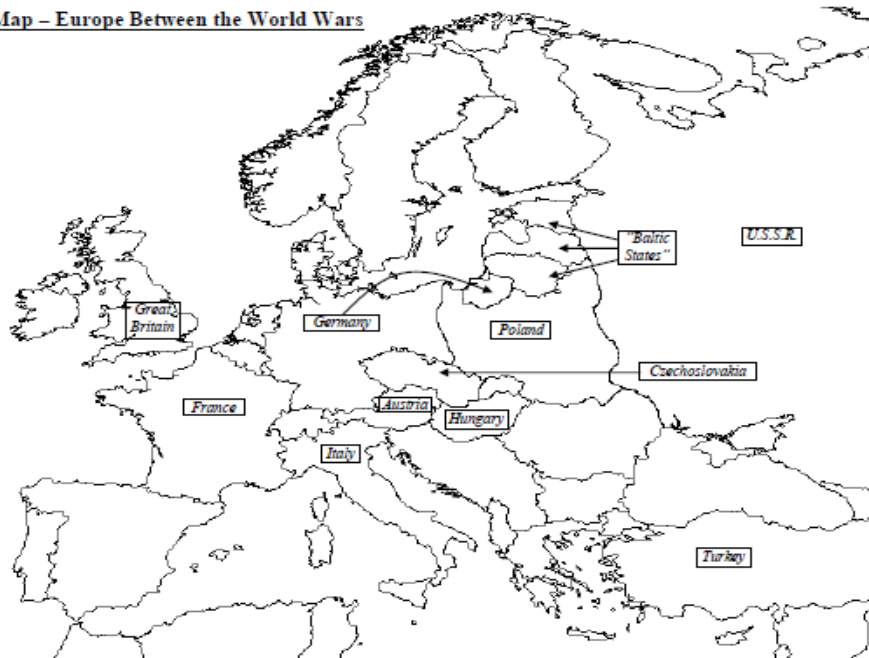 Map – Europe Between the World Wars
"Baltic
States"
U.S.S.R.
Great
Britain
Germany
Poland
Czechoslovakia
France
Austria
Hungary
Italy
Turkey